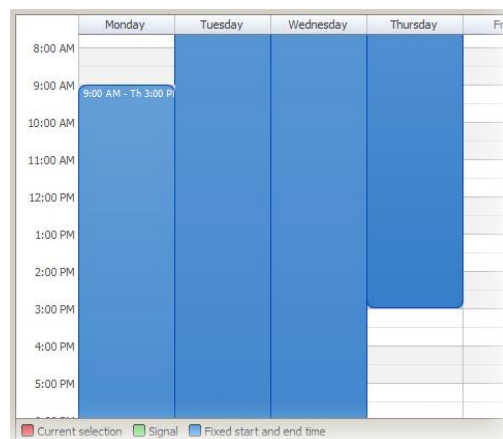 Monday Tuesday Wednesday Thursday Fr
8:00 AM
9:00 AM
9:00 AM - Th 3:00 P
10:00 AM
11:00 AM
12:00 PM
1:00 PM
2:00 PM
3:00 PM
4:00 PM
5:00 PM
Current selection Signal Fixed start and end time